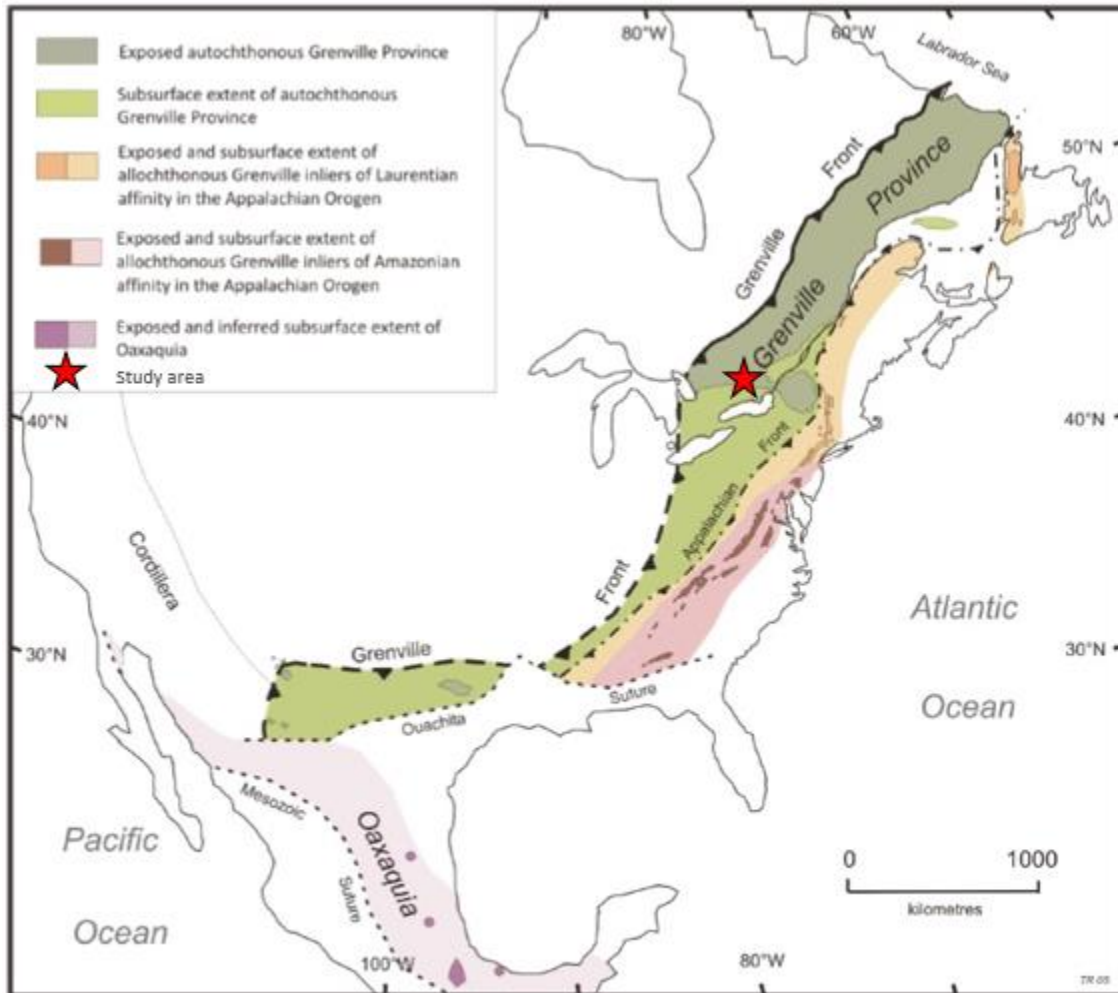 Exposed autochthonous Grenville Province
Subsurface extent of autochthonous
Grenville Province
Exposed and subsurface extent of
allochthonous Grenville inliers of Laurentian
affinity in the Appalachian Orogen
Exposed and subsurface extent of
allochthonous Grenville inliers of Amazonian
affinity in the Appalachian Orogen
Exposed and inferred subsurface extent of
Oaxaquia
Study area
80°W
60°W
Labrador Sea
50°N
Front
Province
Grenville
Grenville
40°N
40°N
Front
Appalachian
Cordillera
Front
Atlantic
Ocean
30°N
30°N
Grenville
Suture
Ouachita
Mesozoic
Suture
Oaxaquia
Pacific
Ocean
0 1000
kilometres
100°W
80°W
TR 05